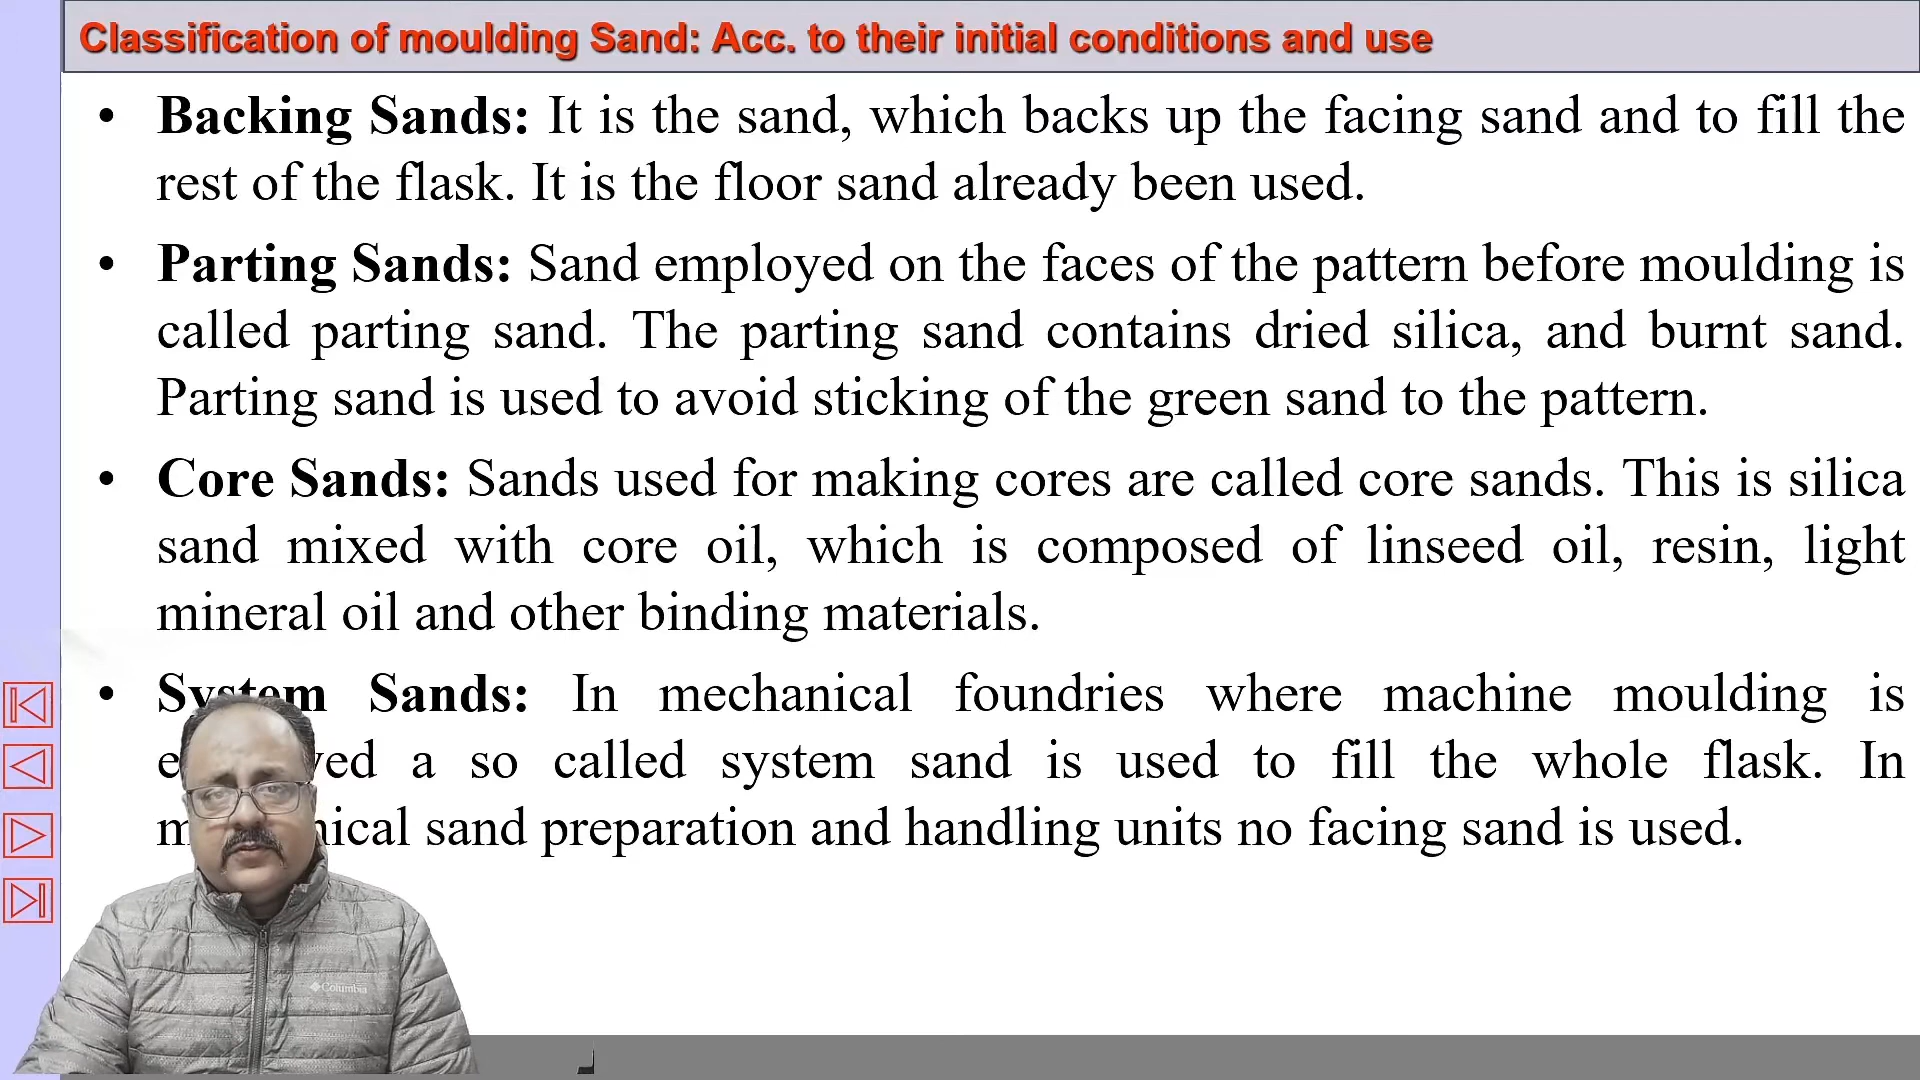 Classification of moulding Sand: Acc. to their initial conditions and use
• Backing Sands: It is the sand, which backs up the facing sand and to fill the
rest of the flask. It is the floor sand already been used.
• Parting Sands: Sand employed on the faces of the pattern before moulding is
called parting sand. The parting sand contains dried silica, and burnt sand.
Parting sand is used to avoid sticking of the green sand to the pattern.
• Core Sands: Sands used for making cores are called core sands. This is silica
sand mixed with core oil, which is composed of linseed oil, resin, light
mineral oil and other binding materials.
• System Sands: In mechanical foundries where machine moulding is
a so called system sand is used to fill the whole flask. In
sand preparation and handling units no facing sand is used.
Columbia